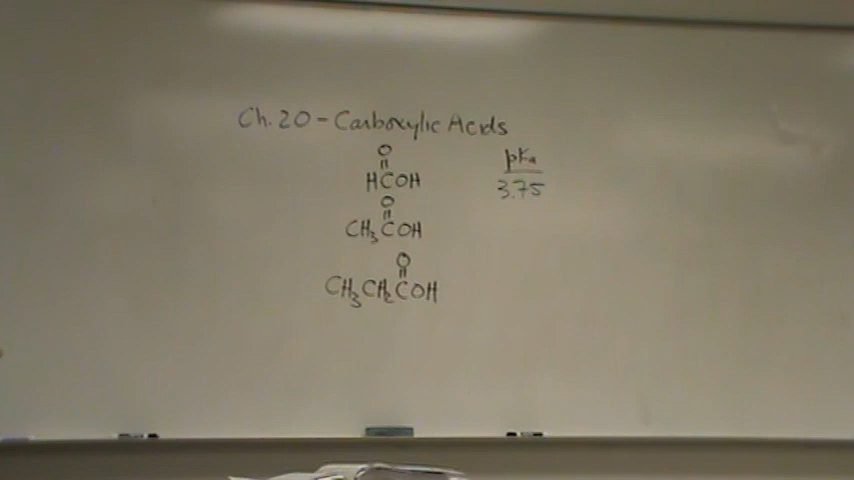 Ch. 20 - Carboxylic Acids
O pKa
HCOH 3.75
O
CH3COH
O
CH3CH2COH